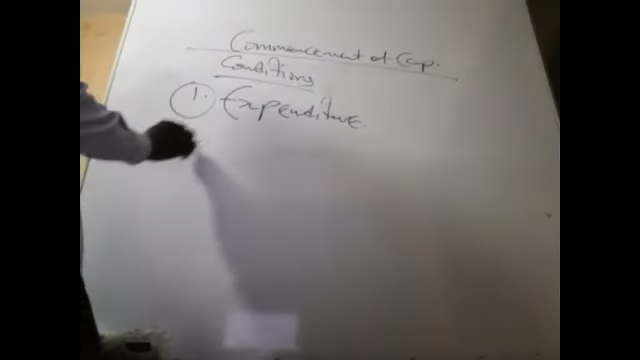 Commencement of Cap.
Conditions
1. Expenditure.